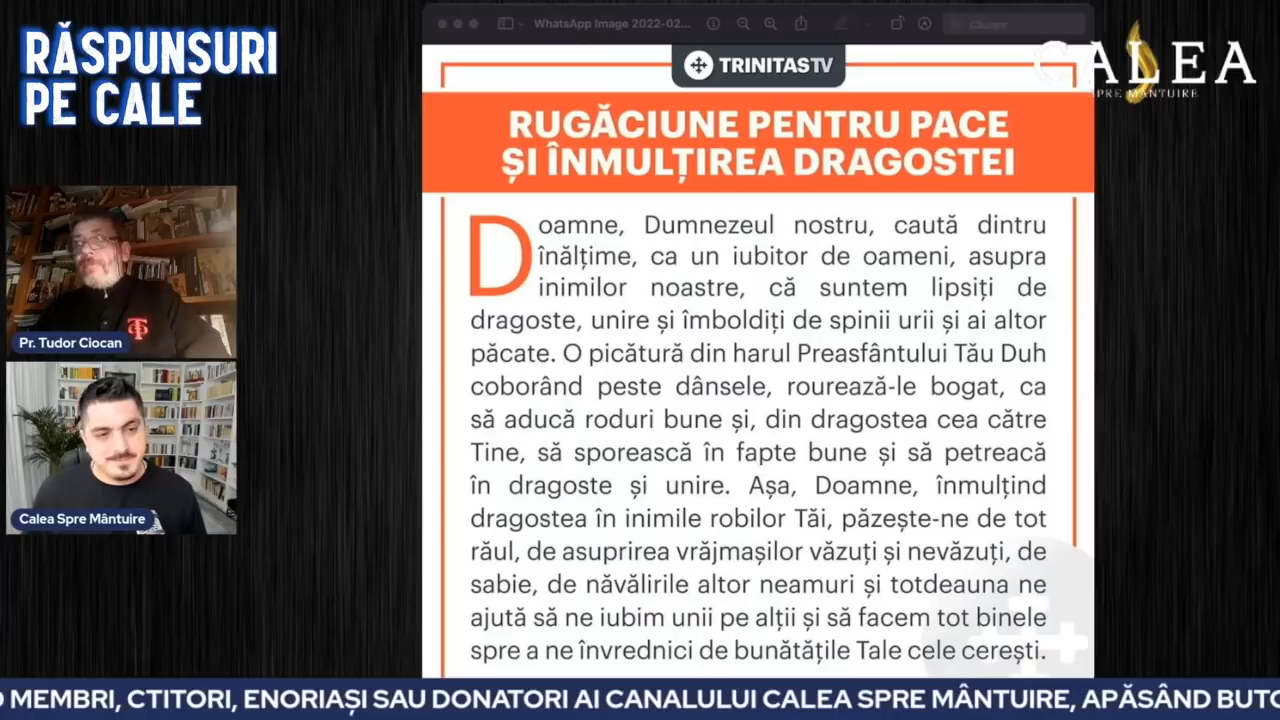 RĂSPUNSURI
PE CALE
WhatsApp Image 2022-02...
Căutare
TRINITASTV
CALEA
SPRE MÂNTUIRE
RUGĂCIUNE PENTRU PACE
ȘI ÎNMULȚIREA DRAGOSTEI
Doamne, Dumnezeul nostru, caută dintru
înălțime, ca un iubitor de oameni, asupra
inimilor noastre, că suntem lipsiți de
dragoste, unire și îmboldiți de spinii urii și ai altor
păcate. O picătură din harul Preasfântului Tău Duh
coborând peste dânsele, rourează-le bogat, ca
să aducă roduri bune și, din dragostea cea către
Tine, să sporească în fapte bune și să petreacă
în dragoste și unire. Așa, Doamne, înmulțind
dragostea în inimile robilor Tăi, păzește-ne de tot
răul, de asuprirea vrăjmașilor văzuți și nevăzuți, de
sabie, de năvălirile altor neamuri și totdeauna ne
ajută să ne iubim unii pe alții și să facem tot binele
spre a ne învrednici de bunătățile Tale cele cerești.
Pr. Tudor Ciocan
Calea Spre Mântuire
MEMBRI, CTITORI, ENORIAȘI SAU DONATORI AI CANALULUI CALEA SPRE MÂNTUIRE, APĂSÂND BUTO